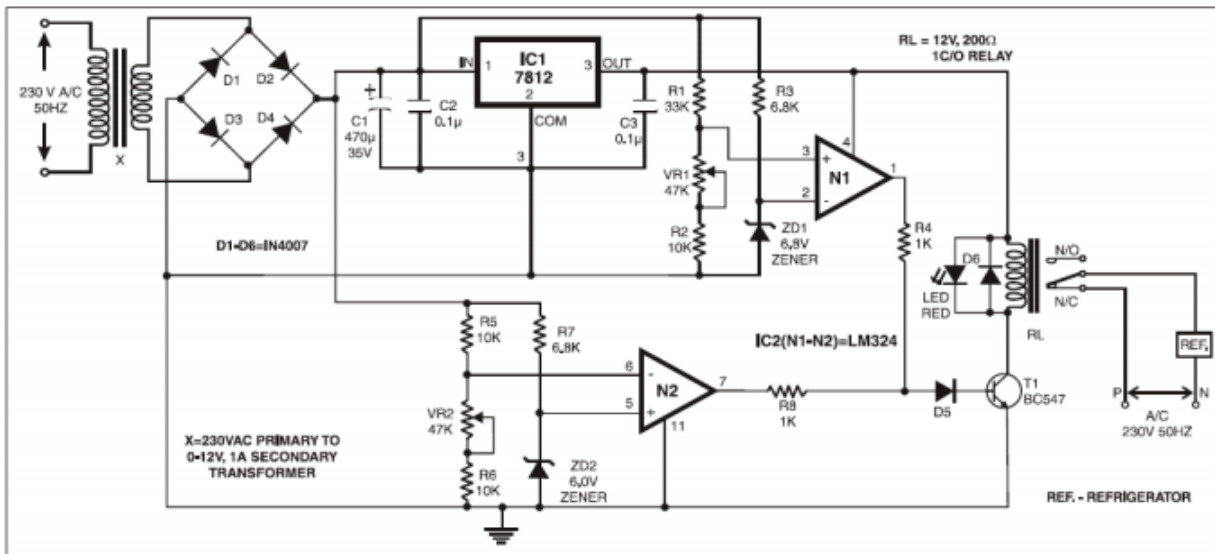 230 V A/C
50HZ
X
D1
D2
D3
D4
C1
470µ
35V
C2
0.1µ
IN
1
IC1
7812
2
3
OUT
COM
3
C3
0.1µ
R1
33K
VR1
47K
R2
10K
R3
6.8K
ZD1
6.8V
ZENER
3
+
2
-
N1
4
1
R4
1K
RL = 12V, 200Ω
1C/O RELAY
D6
LED
RED
RL
N/O
N/C
REF.
P
N
A/C
230V 50HZ
D1-D6=IN4007
R5
10K
VR2
47K
R6
10K
R7
6.8K
ZD2
6.0V
ZENER
6
-
5
+
N2
7
11
IC2(N1-N2)=LM324
R8
1K
D5
T1
BC547
X=230VAC PRIMARY TO
0-12V, 1A SECONDARY
TRANSFORMER
REF. - REFRIGERATOR